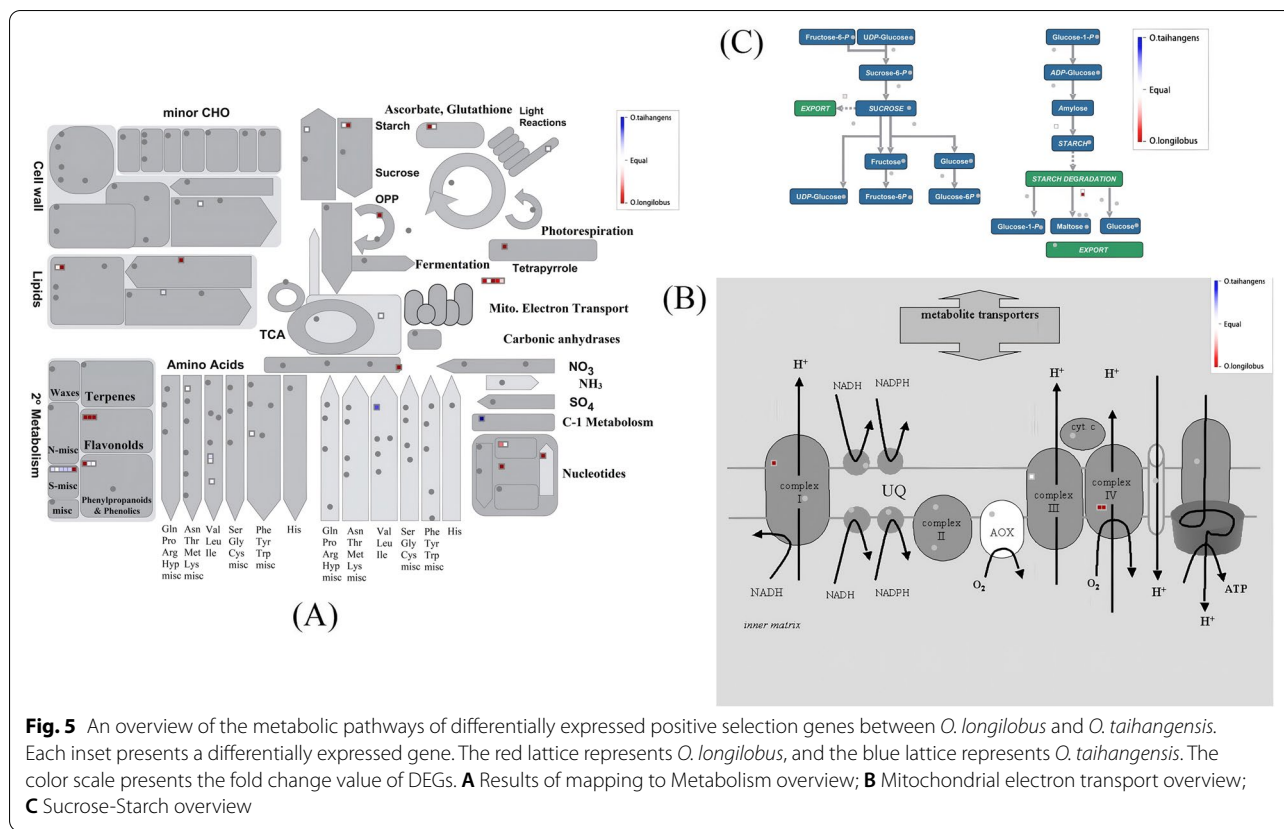 (A)
minor CHO
Cell wall
Lipids
2° Metabolism
Ascorbate, Glutathione
Light
Reactions
Starch
Sucrose
OPP
O.taihangens
Equal
O.longilobus
Photorespiration
Fermentation
Tetrapyrrole
Mito. Electron Transport
TCA
Carbonic anhydrases
Amino Acids
NO3
NH3
SO4
C-1 Metabolosm
Nucleotides
Waxes
Terpenes
Flavonolds
N-misc
S-misc
misc
Phenylpropanoids
& Phenolics
Gln
Pro
Arg
Hyp
misc
Asn
Thr
Met
Lys
misc
Val
Leu
Ile
Ser
Gly
Cys
misc
Phe
Tyr
Trp
misc
His
Gln
Pro
Arg
Hyp
misc
Asn
Thr
Met
Lys
misc
Val
Leu
Ile
Ser
Gly
Cys
misc
Phe
Tyr
Trp
misc
His
(C)
Fructose-6-P
UDP-Glucose
Sucrose-6-P
EXPORT
SUCROSE
Fructose
Glucose
UDP-Glucose
Fructose-6P
Glucose-6P
Glucose-1-P
ADP-Glucose
Amylose
STARCH
STARCH DEGRADATION
Glucose-1-P
Maltose
Glucose
EXPORT
O.taihangens
Equal
O.longilobus
(B)
metabolite transporters
O.taihangens
Equal
O.longilobus
H+
NADH
NADPH
H+
H+
cyt. c
complex
I
UQ
complex
II
AOX
complex
III
complex
IV
NADH
NADH
NADPH
O2
O2
H+
ATP
H+
inner matrix
Fig. 5 An overview of the metabolic pathways of differentially expressed positive selection genes between O. longilobus and O. taihangensis.
Each inset presents a differentially expressed gene. The red lattice represents O. longilobus, and the blue lattice represents O. taihangensis. The
color scale presents the fold change value of DEGs. A Results of mapping to Metabolism overview; B Mitochondrial electron transport overview;
C Sucrose-Starch overview